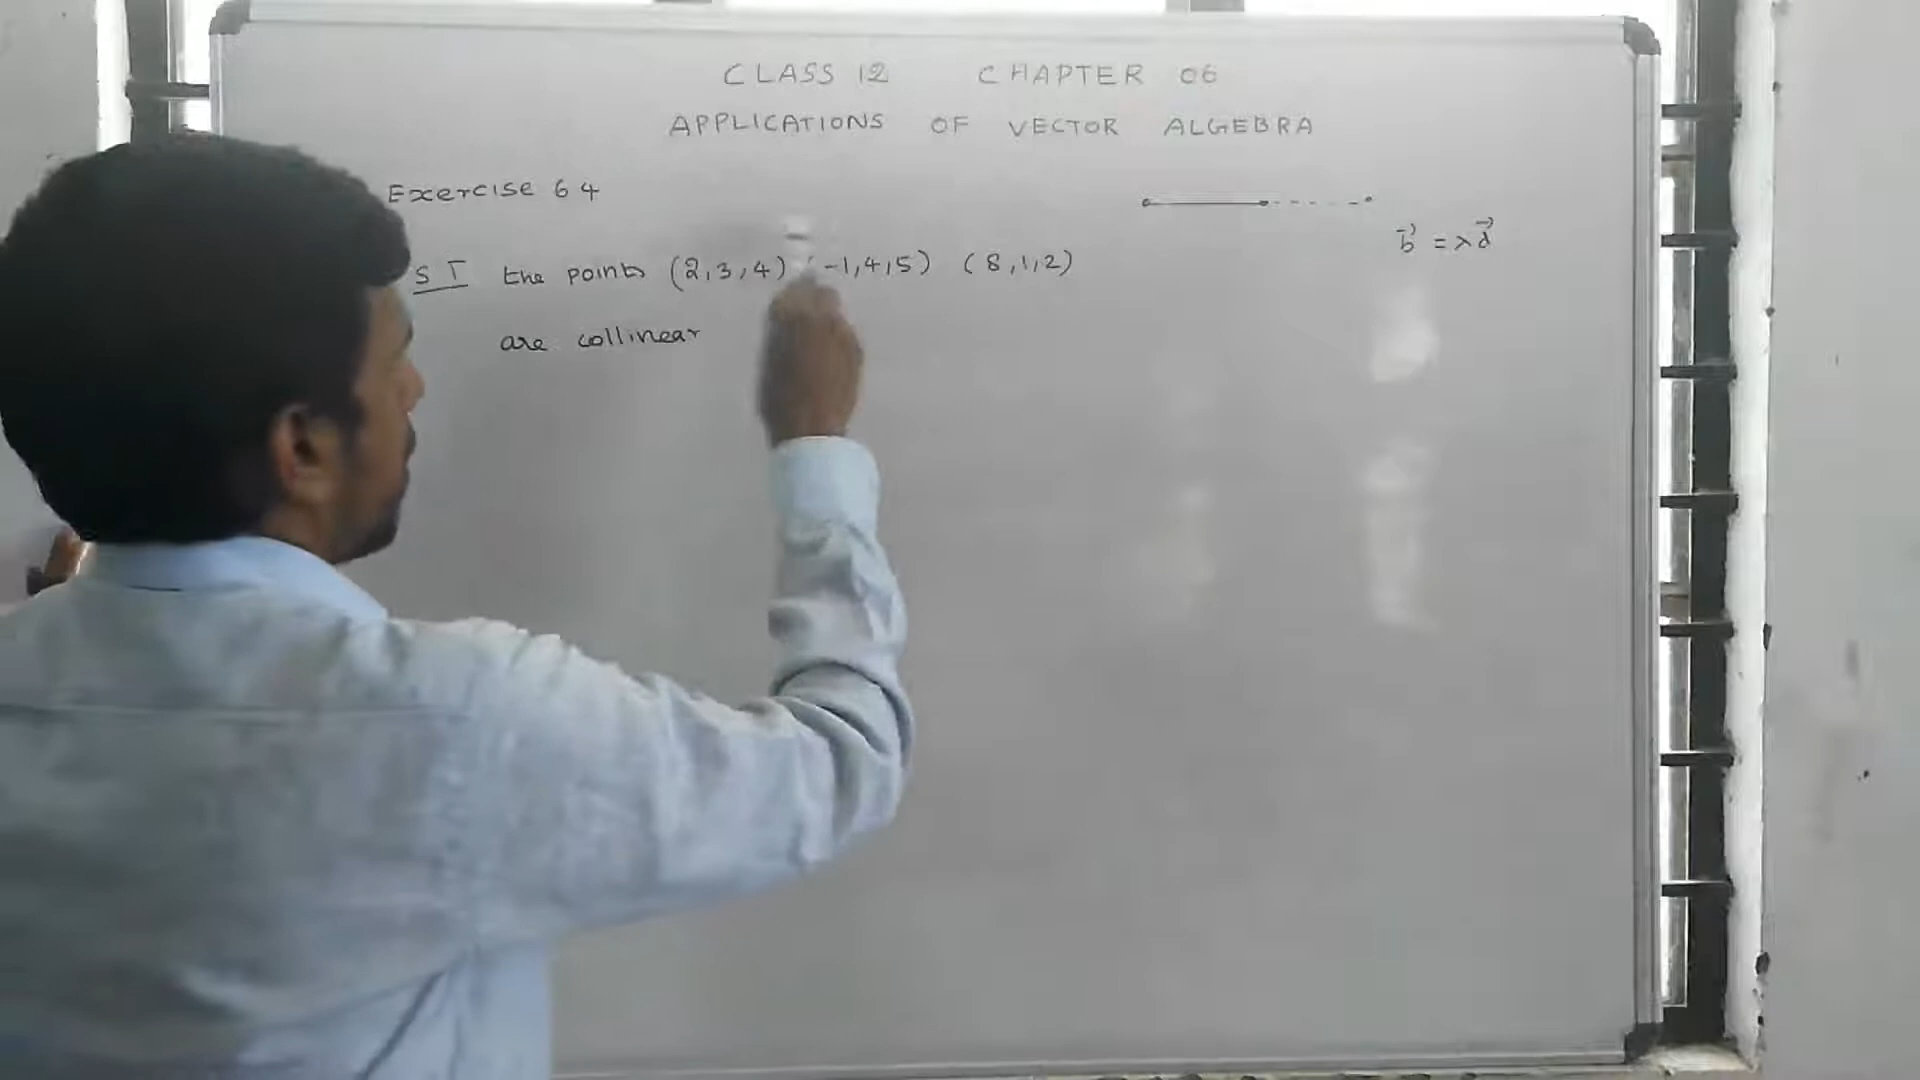 CLASS 12 CHAPTER 06
APPLICATIONS OF VECTOR ALGEBRA
Exercise 6 4
S T the points (2,3,4) (-1,4,5) (8,1,2)
are collinear
b⃗ = λ a⃗